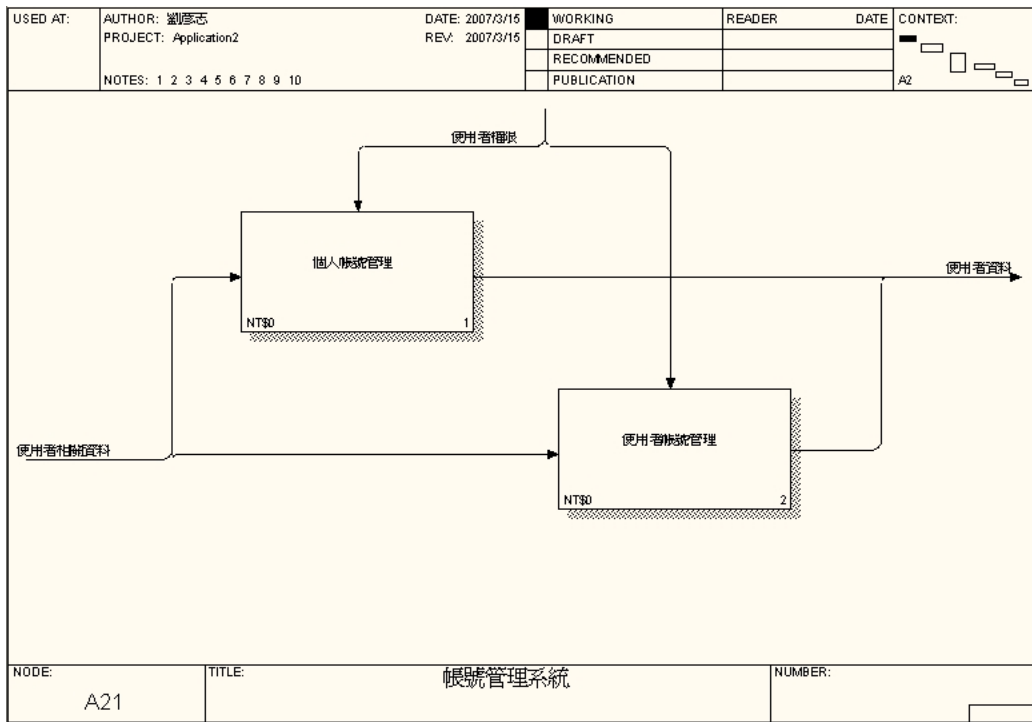 USED AT:
AUTHOR: 劉彥志
DATE: 2007/3/15
PROJECT: Application2
REV: 2007/3/15
NOTES: 1 2 3 4 5 6 7 8 9 10
WORKING
DRAFT
RECOMMENDED
PUBLICATION
READER
DATE
CONTEXT:
A2
使用者權限
個人帳號管理
NT$0
1
使用者資料
使用者相關資料
使用者帳號管理
NT$0
2
NODE:
A21
TITLE:
帳號管理系統
NUMBER: